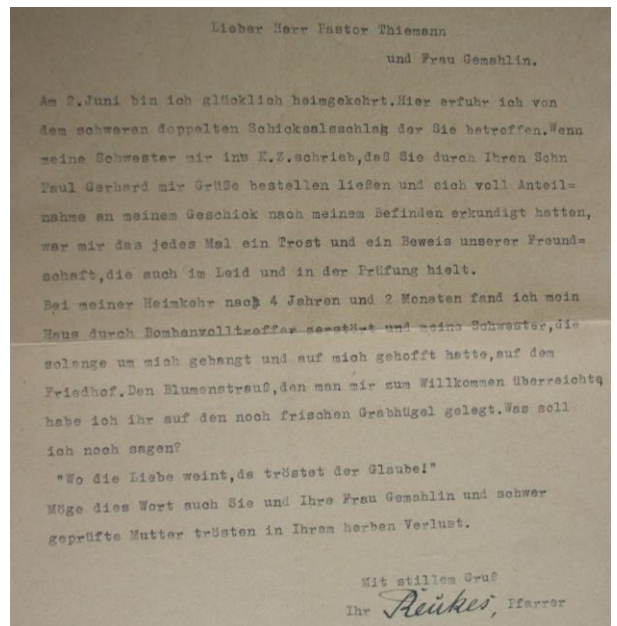 Lieber Herr Pastor Thiemann
und Frau Gemahlin.
Am 2.Juni bin ich glücklich heimgekehrt.Hier erfuhr ich von
dem schweren doppelten Schicksalsschlag der Sie betroffen.Wenn
meine Schwester mir ins K.Z.schrieb,daß Sie durch Ihren Sohn
Paul Gerhard mir Grüße bestellen ließen und sich voll Anteil=
nahme an meinem Geschick nach meinem Befinden erkundigt hatten,
war mir das jedes Mal ein Trost und ein Beweis unserer Freund=
schaft,die auch im Leid und in der Prüfung hielt.
Bei meiner Heimkehr nach 4 Jahren und 2 Monaten fand ich mein
Haus durch Bombenvolltreffer zerstört und meine Schwester,die
solange um mich gebangt und auf mich gehofft hatte,auf dem
Friedhof.Den Blumenstrauß,den man mir zum Willkommen überreichte,
habe ich ihr auf den noch frischen Grabhügel gelegt.Was soll
ich noch sagen?
"Wo die Liebe weint,da tröstet der Glaube!"
Möge dies Wort auch Sie und Ihre Frau Gemahlin und schwer
geprüfte Mutter trösten in Ihrem herben Verlust.
Mit stillem Gruß
Ihr Reukes, Pfarrer